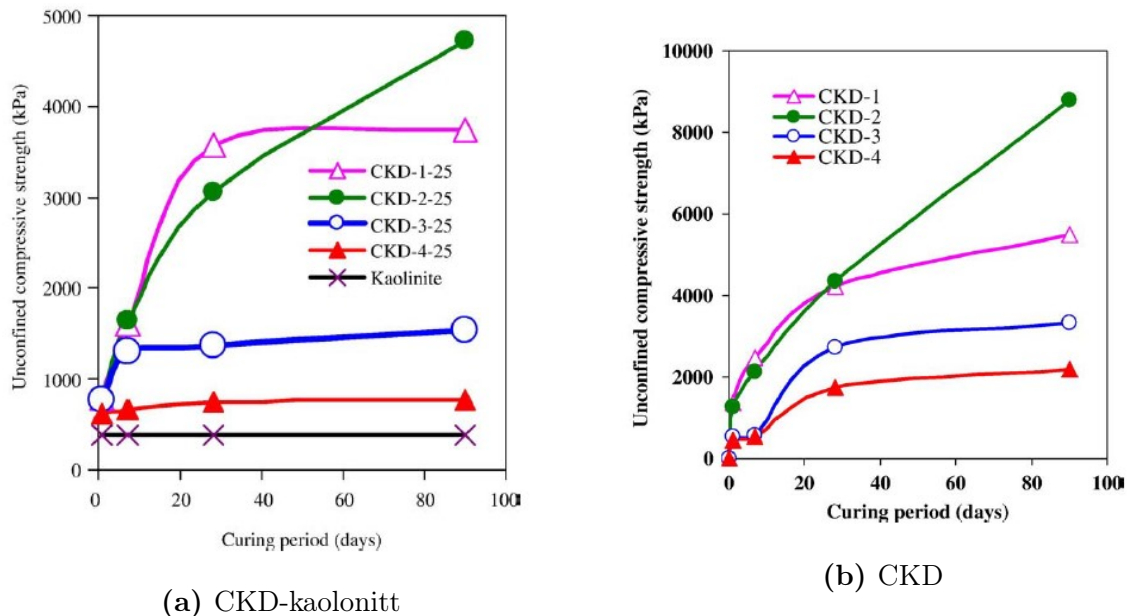 5000
4000
3000
2000
1000
0
Unconfined compressive strength (kPa)
CKD-1-25
CKD-2-25
CKD-3-25
CKD-4-25
Kaolinite
0 20 40 60 80 100
Curing period (days)
(a) CKD-kaolonitt
10000
8000
6000
4000
2000
0
Unconfined compressive strength (kPa)
CKD-1
CKD-2
CKD-3
CKD-4
0 20 40 60 80 100
Curing period (days)
(b) CKD